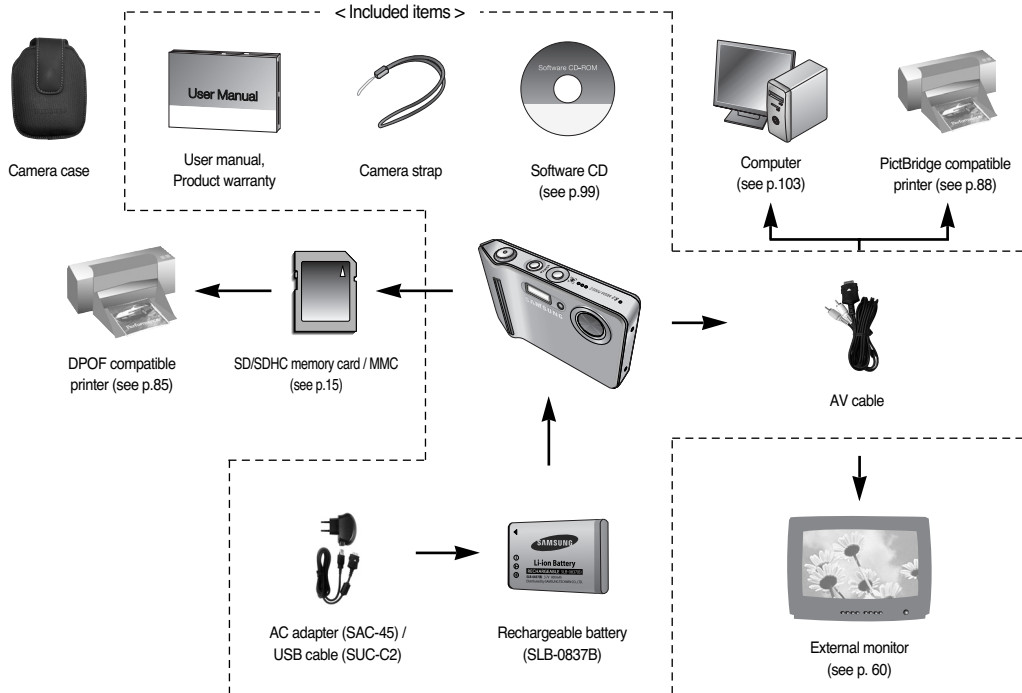 < Included items >
User Manual
Software CD-ROM
Camera case
User manual,
Product warranty
Camera strap
Software CD
(see p.99)
Computer
(see p.103)
PictBridge compatible
printer (see p.88)
SAMSUNG
DPOF compatible
printer (see p.85)
SD/SDHC memory card / MMC
(see p.15)
AV cable
SAMSUNG
Li-ion Battery
AC adapter (SAC-45) /
USB cable (SUC-C2)
Rechargeable battery
(SLB-0837B)
External monitor
(see p. 60)